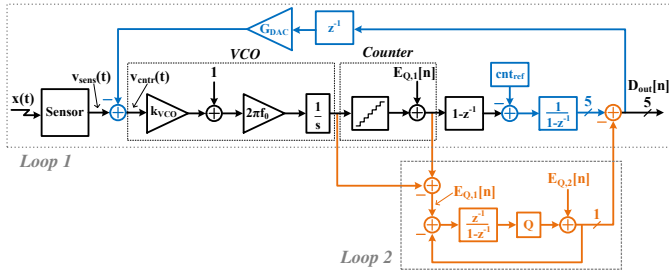 G_DAC
z⁻¹
VCO
Counter
x(t)
Sensor
v_sens(t)
−
v_cntr(t)
k_VCO
1
2πf₀
1
s
E_Q,1[n]
1-z⁻¹
cnt_ref
−
1
1-z⁻¹
5
−
D_out[n]
5
Loop 1
−
E_Q,1[n]
−
z⁻¹
1-z⁻¹
Q
E_Q,2[n]
1
Loop 2